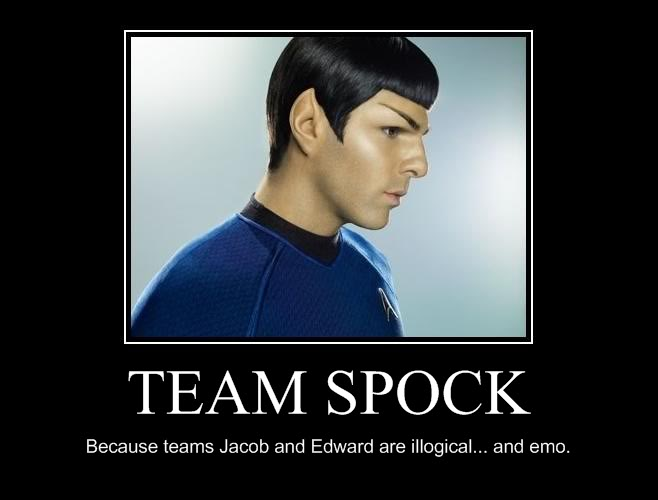 TEAM SPOCK
Because teams Jacob and Edward are illogical... and emo.